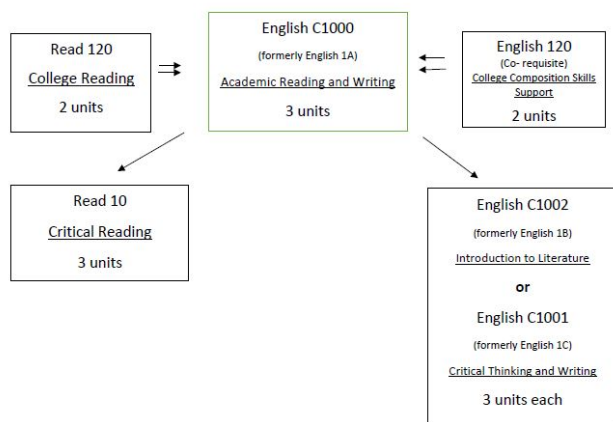 Read 120
College Reading
2 units
English C1000
(formerly English 1A)
Academic Reading and Writing
3 units
English 120
(Co- requisite)
College Composition Skills
Support
2 units
Read 10
Critical Reading
3 units
English C1002
(formerly English 1B)
Introduction to Literature
or
English C1001
(formerly English 1C)
Critical Thinking and Writing
3 units each